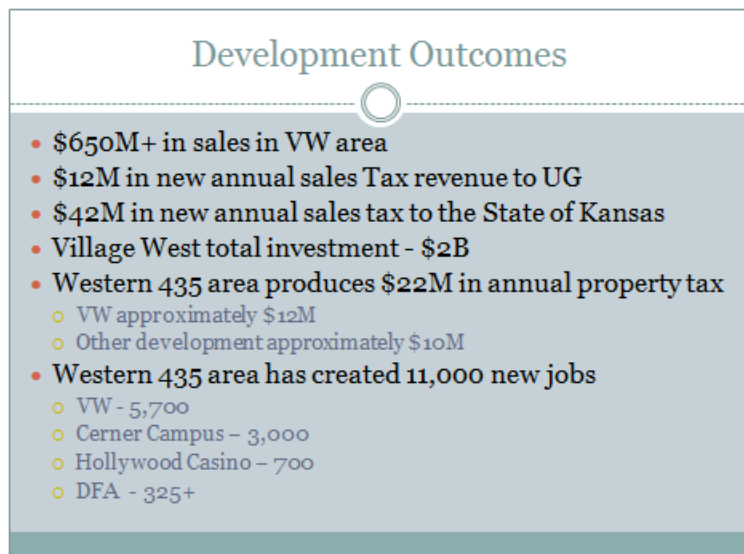 Development Outcomes
$650M+ in sales in VW area
$12M in new annual sales Tax revenue to UG
$42M in new annual sales tax to the State of Kansas
Village West total investment - $2B
Western 435 area produces $22M in annual property tax
VW approximately $12M
Other development approximately $10M
Western 435 area has created 11,000 new jobs
VW - 5,700
Cerner Campus – 3,000
Hollywood Casino – 700
DFA - 325+